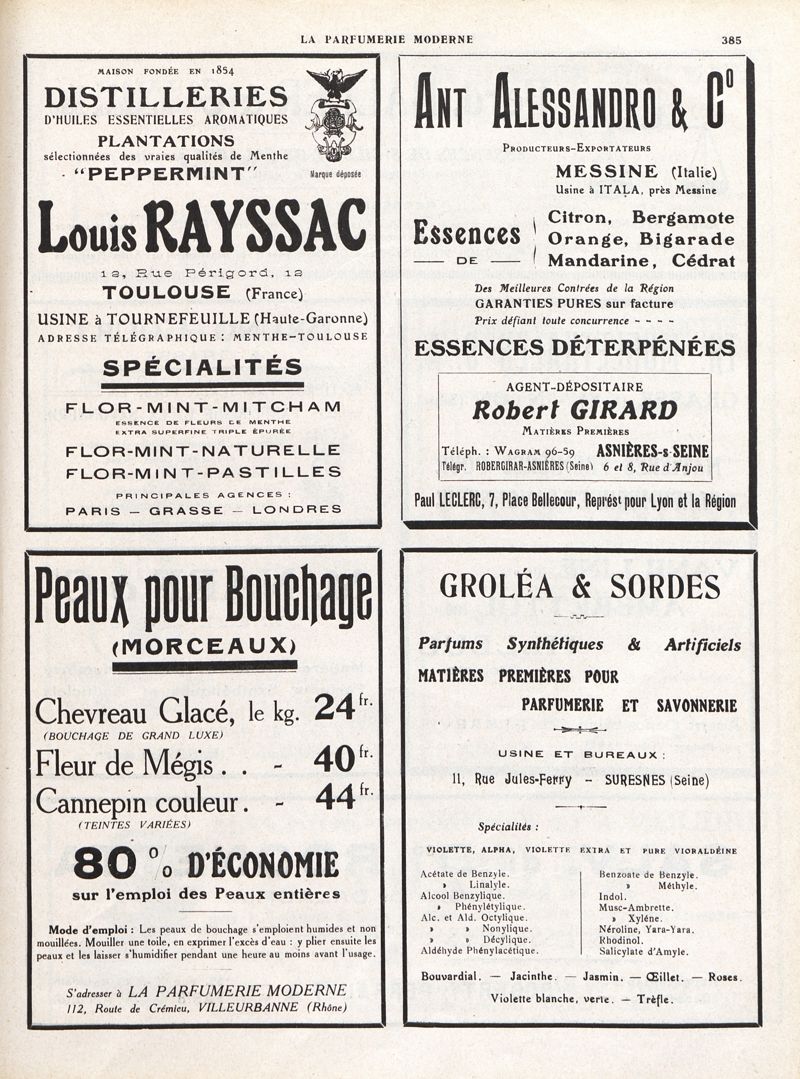 LA PARFUMERIE MODERNE
385
MAISON FONDÉE EN 1854
DISTILLERIES
D'HUILES ESSENTIELLES AROMATIQUES
PLANTATIONS
sélectionnées des vraies qualités de Menthe
"PEPPERMINT"
Marque déposée
Louis RAYSSAC
12, Rue Périgord, 12
TOULOUSE (France)
USINE à TOURNEFEUILLE (Haute-Garonne)
ADRESSE TÉLÉGRAPHIQUE : MENTHE-TOULOUSE
SPÉCIALITÉS
FLOR-MINT-MITCHAM
ESSENCE DE FLEURS DE MENTHE
EXTRA SUPERFINE TRIPLE ÉPURÉE
FLOR-MINT-NATURELLE
FLOR-MINT-PASTILLES
PRINCIPALES AGENCES :
PARIS — GRASSE — LONDRES
ANT ALESSANDRO & Cº
PRODUCTEURS-EXPORTATEURS
MESSINE (Italie)
Usine à ITALA, près Messine
Essences
DE
Citron, Bergamote
Orange, Bigarade
Mandarine, Cédrat
Des Meilleures Contrées de la Région
GARANTIES PURES sur facture
Prix défiant toute concurrence - - - -
ESSENCES DÉTERPÉNÉES
AGENT-DÉPOSITAIRE
Robert GIRARD
MATIÈRES PREMIÈRES
Téléph. : WAGRAM 96-59 ASNIÈRES-s-SEINE
Télégr. ROBERGIRAR-ASNIÈRES (Seine) 6 et 8, Rue d'Anjou
Paul LECLERC, 7, Place Bellecour, Représt pour Lyon et la Région
Peaux pour Bouchage
(MORCEAUX)
Chevreau Glacé, le kg. 24 fr.
(BOUCHAGE DE GRAND LUXE)
Fleur de Mégis . . - 40 fr.
Cannepin couleur . - 44 fr.
(TEINTES VARIÉES)
80 % D'ÉCONOMIE
sur l'emploi des Peaux entières
Mode d'emploi : Les peaux de bouchage s'emploient humides et non
mouillées. Mouiller une toile, en exprimer l'excès d'eau : y plier ensuite les
peaux et les laisser s'humidifier pendant une heure au moins avant l'usage.
S'adresser à LA PARFUMERIE MODERNE
112, Route de Crémieu, VILLEURBANNE (Rhône)
GROLÉA & SORDES
Parfums Synthétiques & Artificiels
MATIÈRES PREMIÈRES POUR
PARFUMERIE ET SAVONNERIE
USINE ET BUREAUX :
11, Rue Jules-Ferry — SURESNES (Seine)
Spécialités :
VIOLETTE, ALPHA, VIOLETTE EXTRA ET PURE VIORALDÉINE
Acétate de Benzyle.
» Linalyle.
Alcool Benzylique.
» Phénylétylique.
Alc. et Ald. Octylique.
» » Nonylique.
» » Décylique.
Aldéhyde Phénylacétique.
Benzoate de Benzyle.
» Méthyle.
Indol.
Musc-Ambrette.
» Xylène.
Néroline, Yara-Yara.
Rhodinol.
Salicylate d'Amyle.
Bouvardial. — Jacinthe. — Jasmin. — Œillet. — Roses.
Violette blanche, verte. — Trèfle.